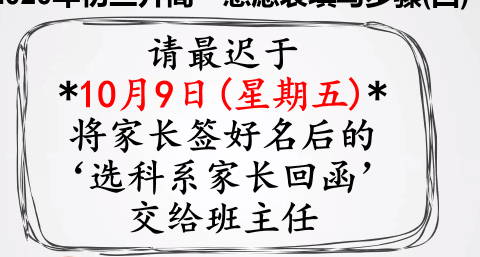 2020年初三升高一意愿表填写步骤(四)
请最迟于
*10月9日(星期五)*
将家长签好名后的
‘选科系家长回函’
交给班主任